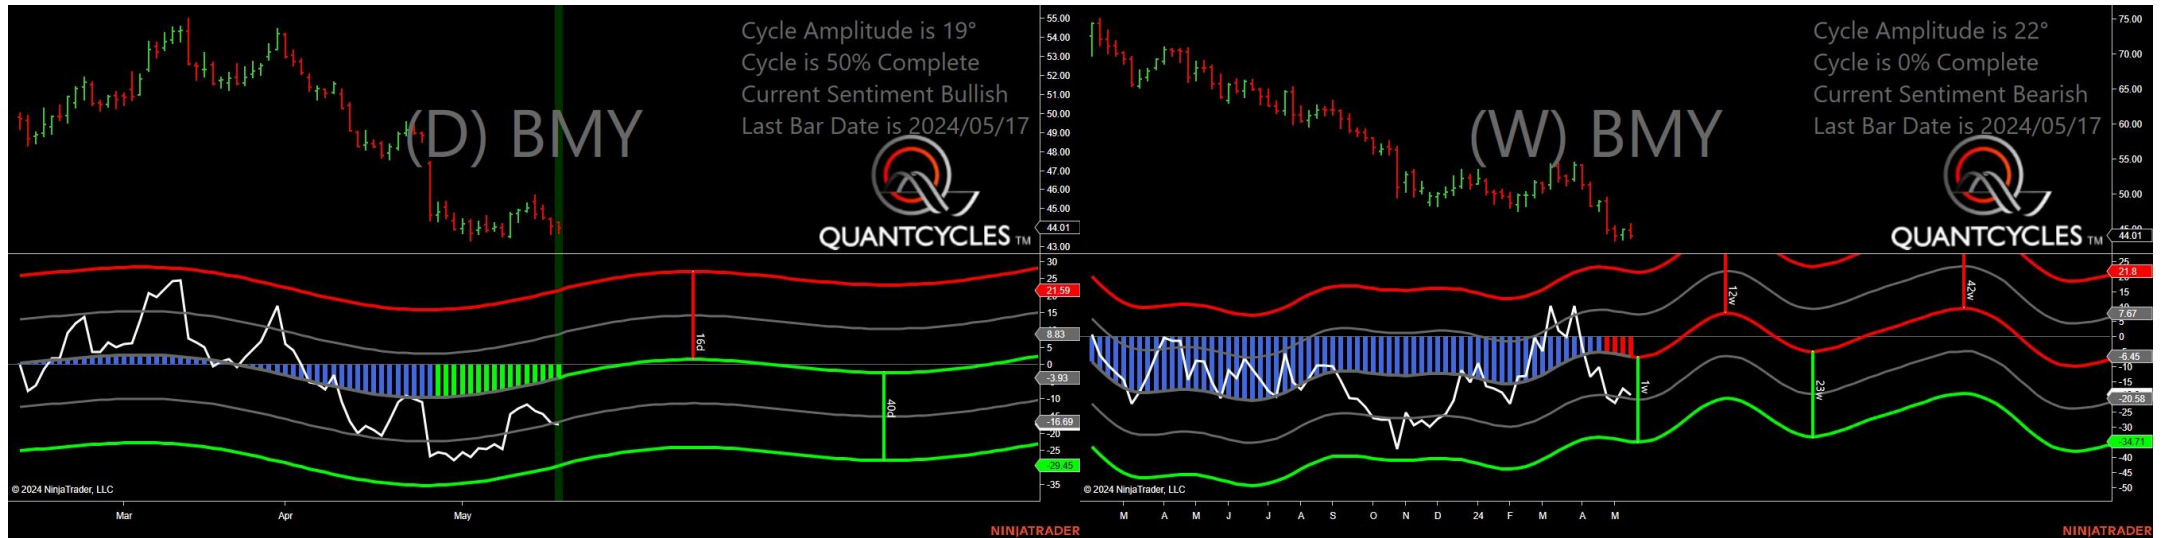 Cycle Amplitude is 19°
Cycle is 50% Complete
Current Sentiment Bullish
Last Bar Date is 2024/05/17
(D) BMY
QUANTCYCLES TM
55.00
54.00
53.00
52.00
51.00
50.00
49.00
48.00
47.00
46.00
45.00
44.01
43.00
30
25
21.59
15
8.83
5
0
-3.93
-10
-16.69
-20
-25
-29.45
-35
16d
40d
© 2024 NinjaTrader, LLC
Mar
Apr
May
NINJATRADER
Cycle Amplitude is 22°
Cycle is 0% Complete
Current Sentiment Bearish
Last Bar Date is 2024/05/17
(W) BMY
QUANTCYCLES TM
75.00
70.00
65.00
60.00
55.00
50.00
44.01
25
21.8
15
7.67
5
0
-6.45
-10
-15
-20.58
-25
-30
-34.71
-40
-45
-50
1w
12w
23w
42w
© 2024 NinjaTrader, LLC
M
A
M
J
J
A
S
O
N
D
24
F
M
A
M
NINJATRADER